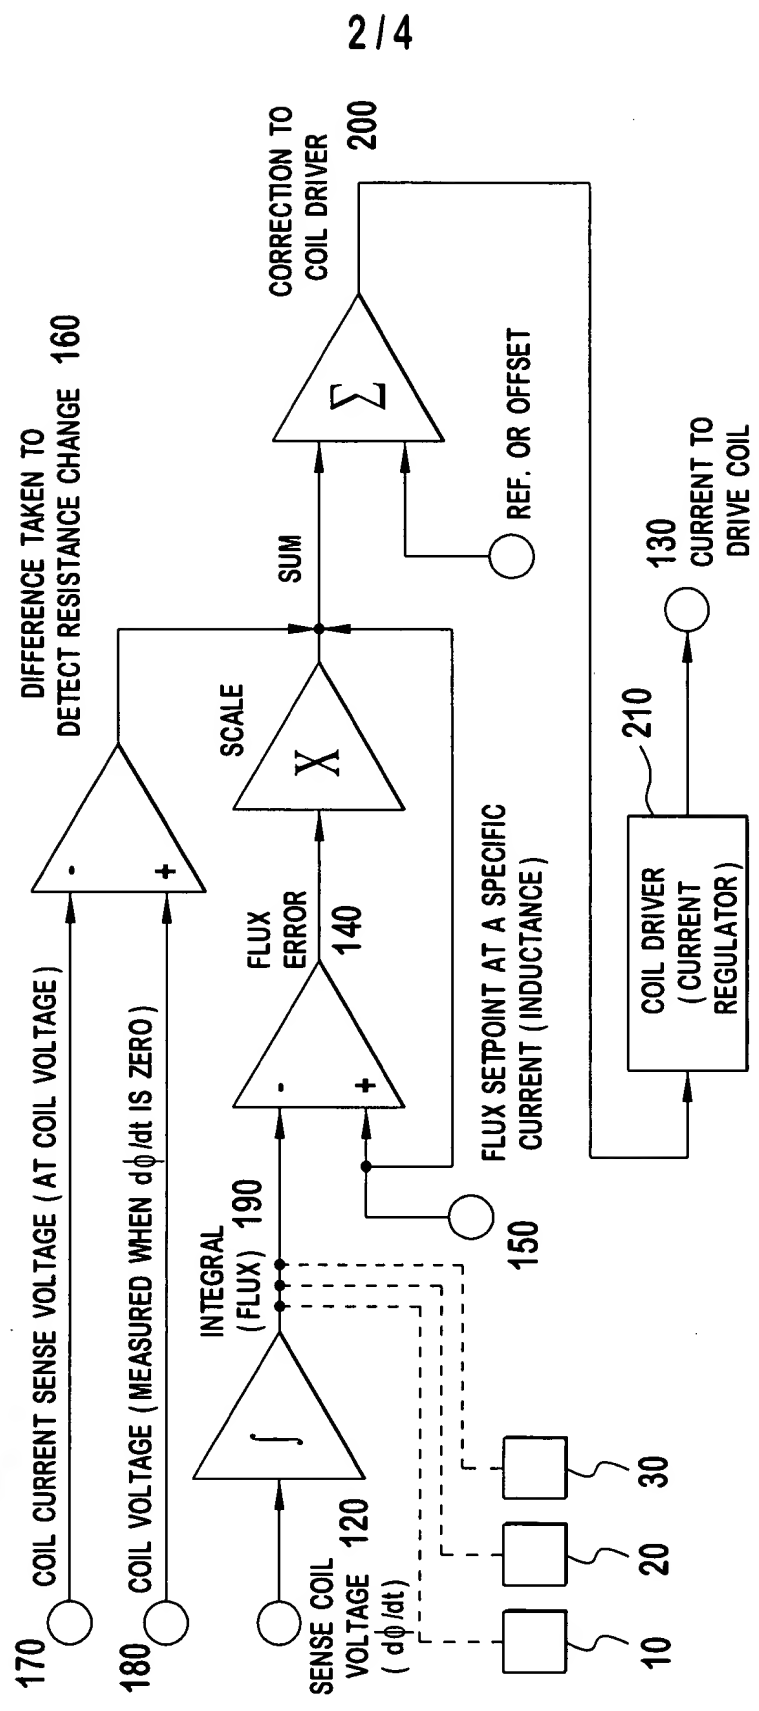 2/4
170
COIL CURRENT SENSE VOLTAGE (AT COIL VOLTAGE)
180
COIL VOLTAGE (MEASURED WHEN dϕ/dt IS ZERO)
-
+
DIFFERENCE TAKEN TO
DETECT RESISTANCE CHANGE 160
SENSE COIL
VOLTAGE 120
(dϕ/dt)
∫
INTEGRAL
(FLUX) 190
-
+
FLUX
ERROR
140
SCALE
X
SUM
Σ
CORRECTION TO
COIL DRIVER
200
REF. OR OFFSET
150
FLUX SETPOINT AT A SPECIFIC
CURRENT (INDUCTANCE)
10
20
30
COIL DRIVER
(CURRENT
REGULATOR)
210
130
CURRENT TO
DRIVE COIL